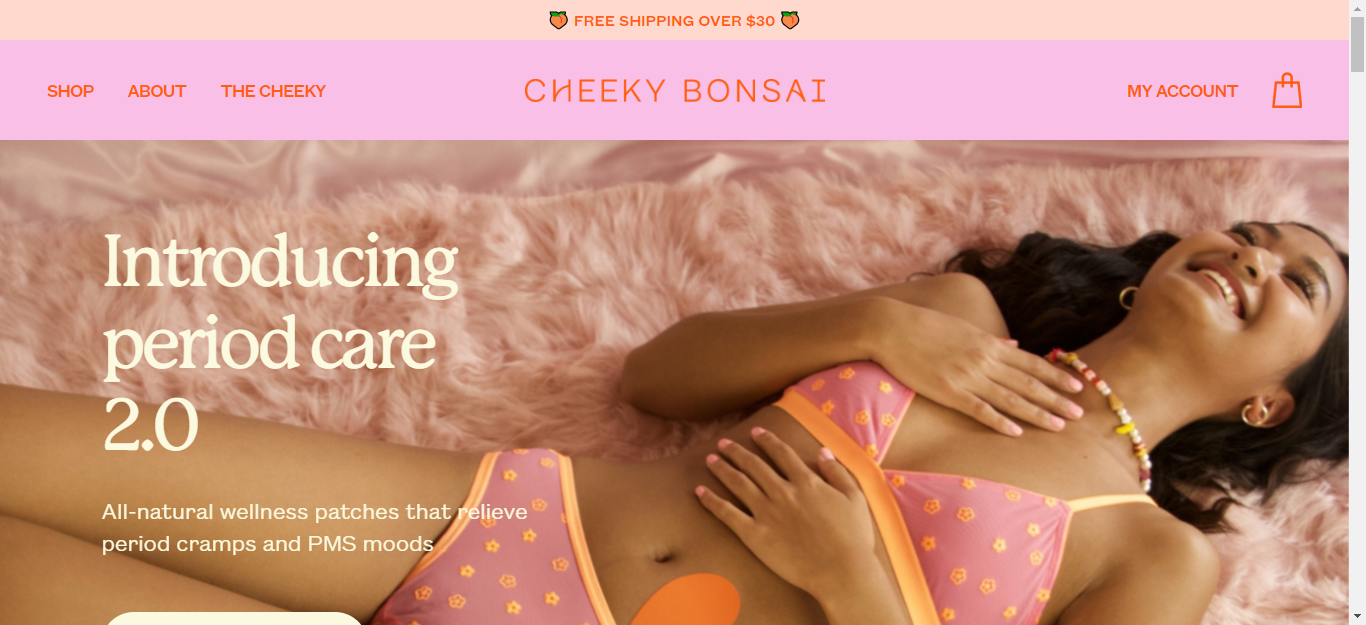 🍑 FREE SHIPPING OVER $30 🍑
SHOP ABOUT THE CHEEKY CHEEKY BONSAI MY ACCOUNT
Introducing
period care
2.0
All-natural wellness patches that relieve
period cramps and PMS moods